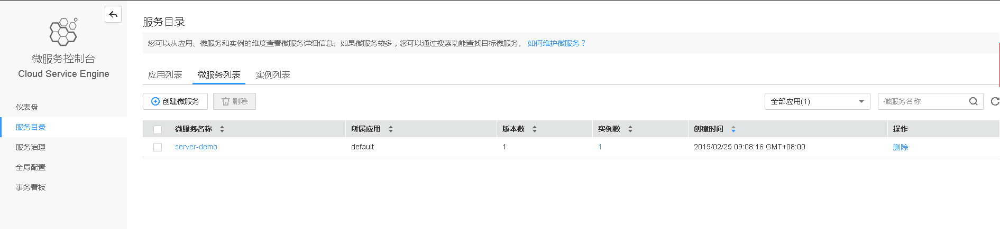 微服务控制台
Cloud Service Engine
仪表盘
服务目录
服务治理
全局配置
事务看板
服务目录
您可以从应用、微服务和实例的维度查看微服务详细信息。如果微服务较多，您可以通过搜索功能查找目标微服务。 如何维护微服务？
应用列表 微服务列表 实例列表
创建微服务 删除 全部应用(1) 微服务名称
微服务名称 所属应用 版本数 实例数 创建时间 操作
server-demo default 1 1 2019/02/25 09:08:16 GMT+08:00 删除